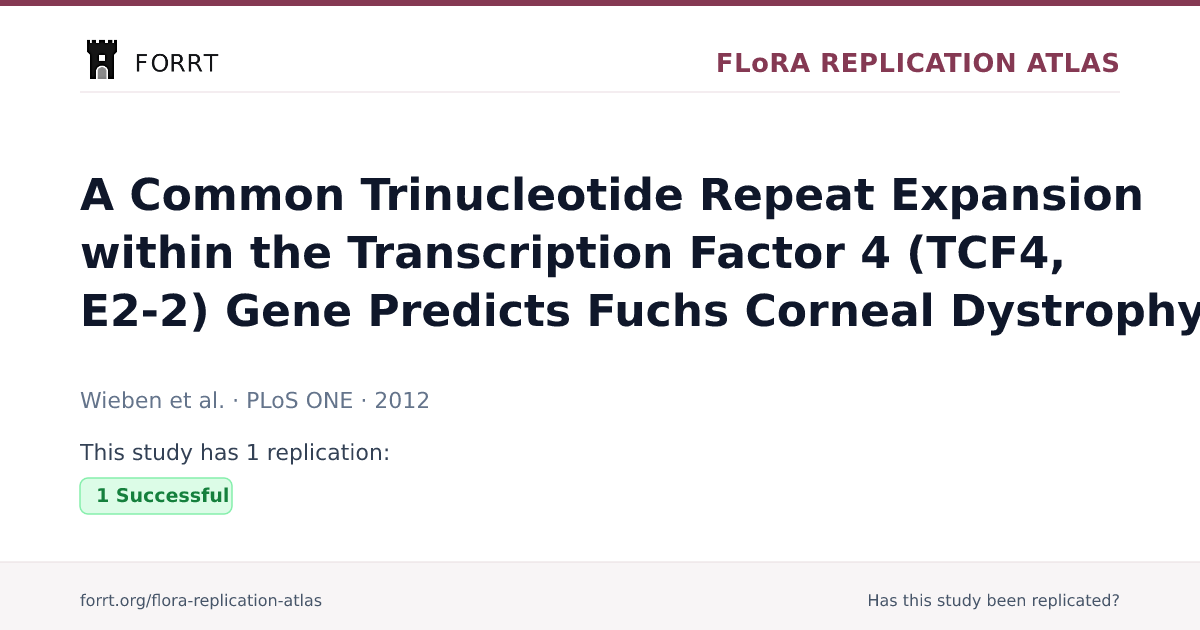 FORRT
FLoRA REPLICATION ATLAS
A Common Trinucleotide Repeat Expansion
within the Transcription Factor 4 (TCF4,
E2-2) Gene Predicts Fuchs Corneal Dystrophy
Wieben et al. · PLoS ONE · 2012
This study has 1 replication:
1 Successful
forrt.org/flora-replication-atlas
Has this study been replicated?